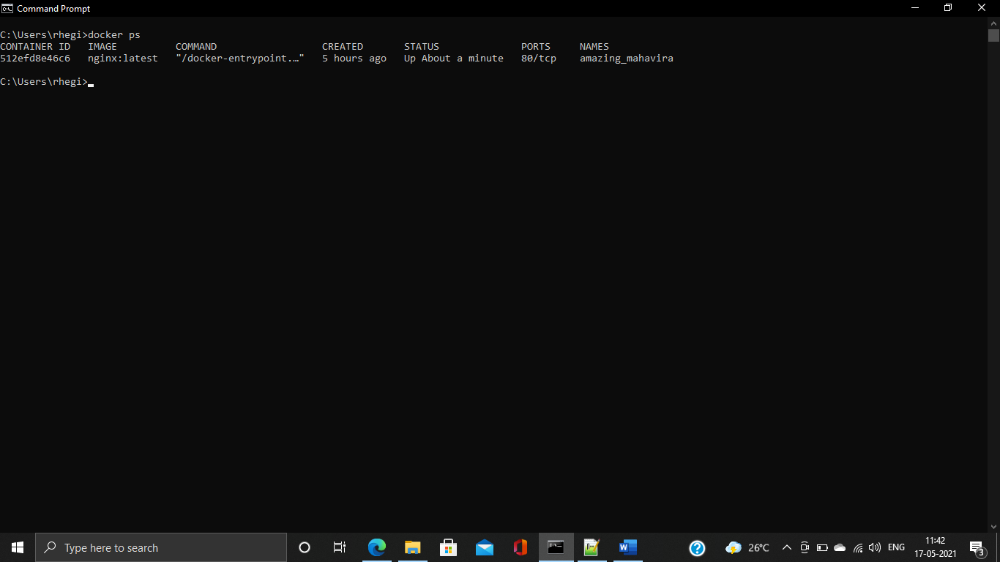 Command Prompt
C:\Users\rhegi>docker ps
CONTAINER ID   IMAGE          COMMAND                  CREATED       STATUS              PORTS     NAMES
512efd8e46c6   nginx:latest   "/docker-entrypoint.…"   5 hours ago   Up About a minute   80/tcp    amazing_mahavira
C:\Users\rhegi>
Type here to search
26°C
ENG
11:42
17-05-2021
3